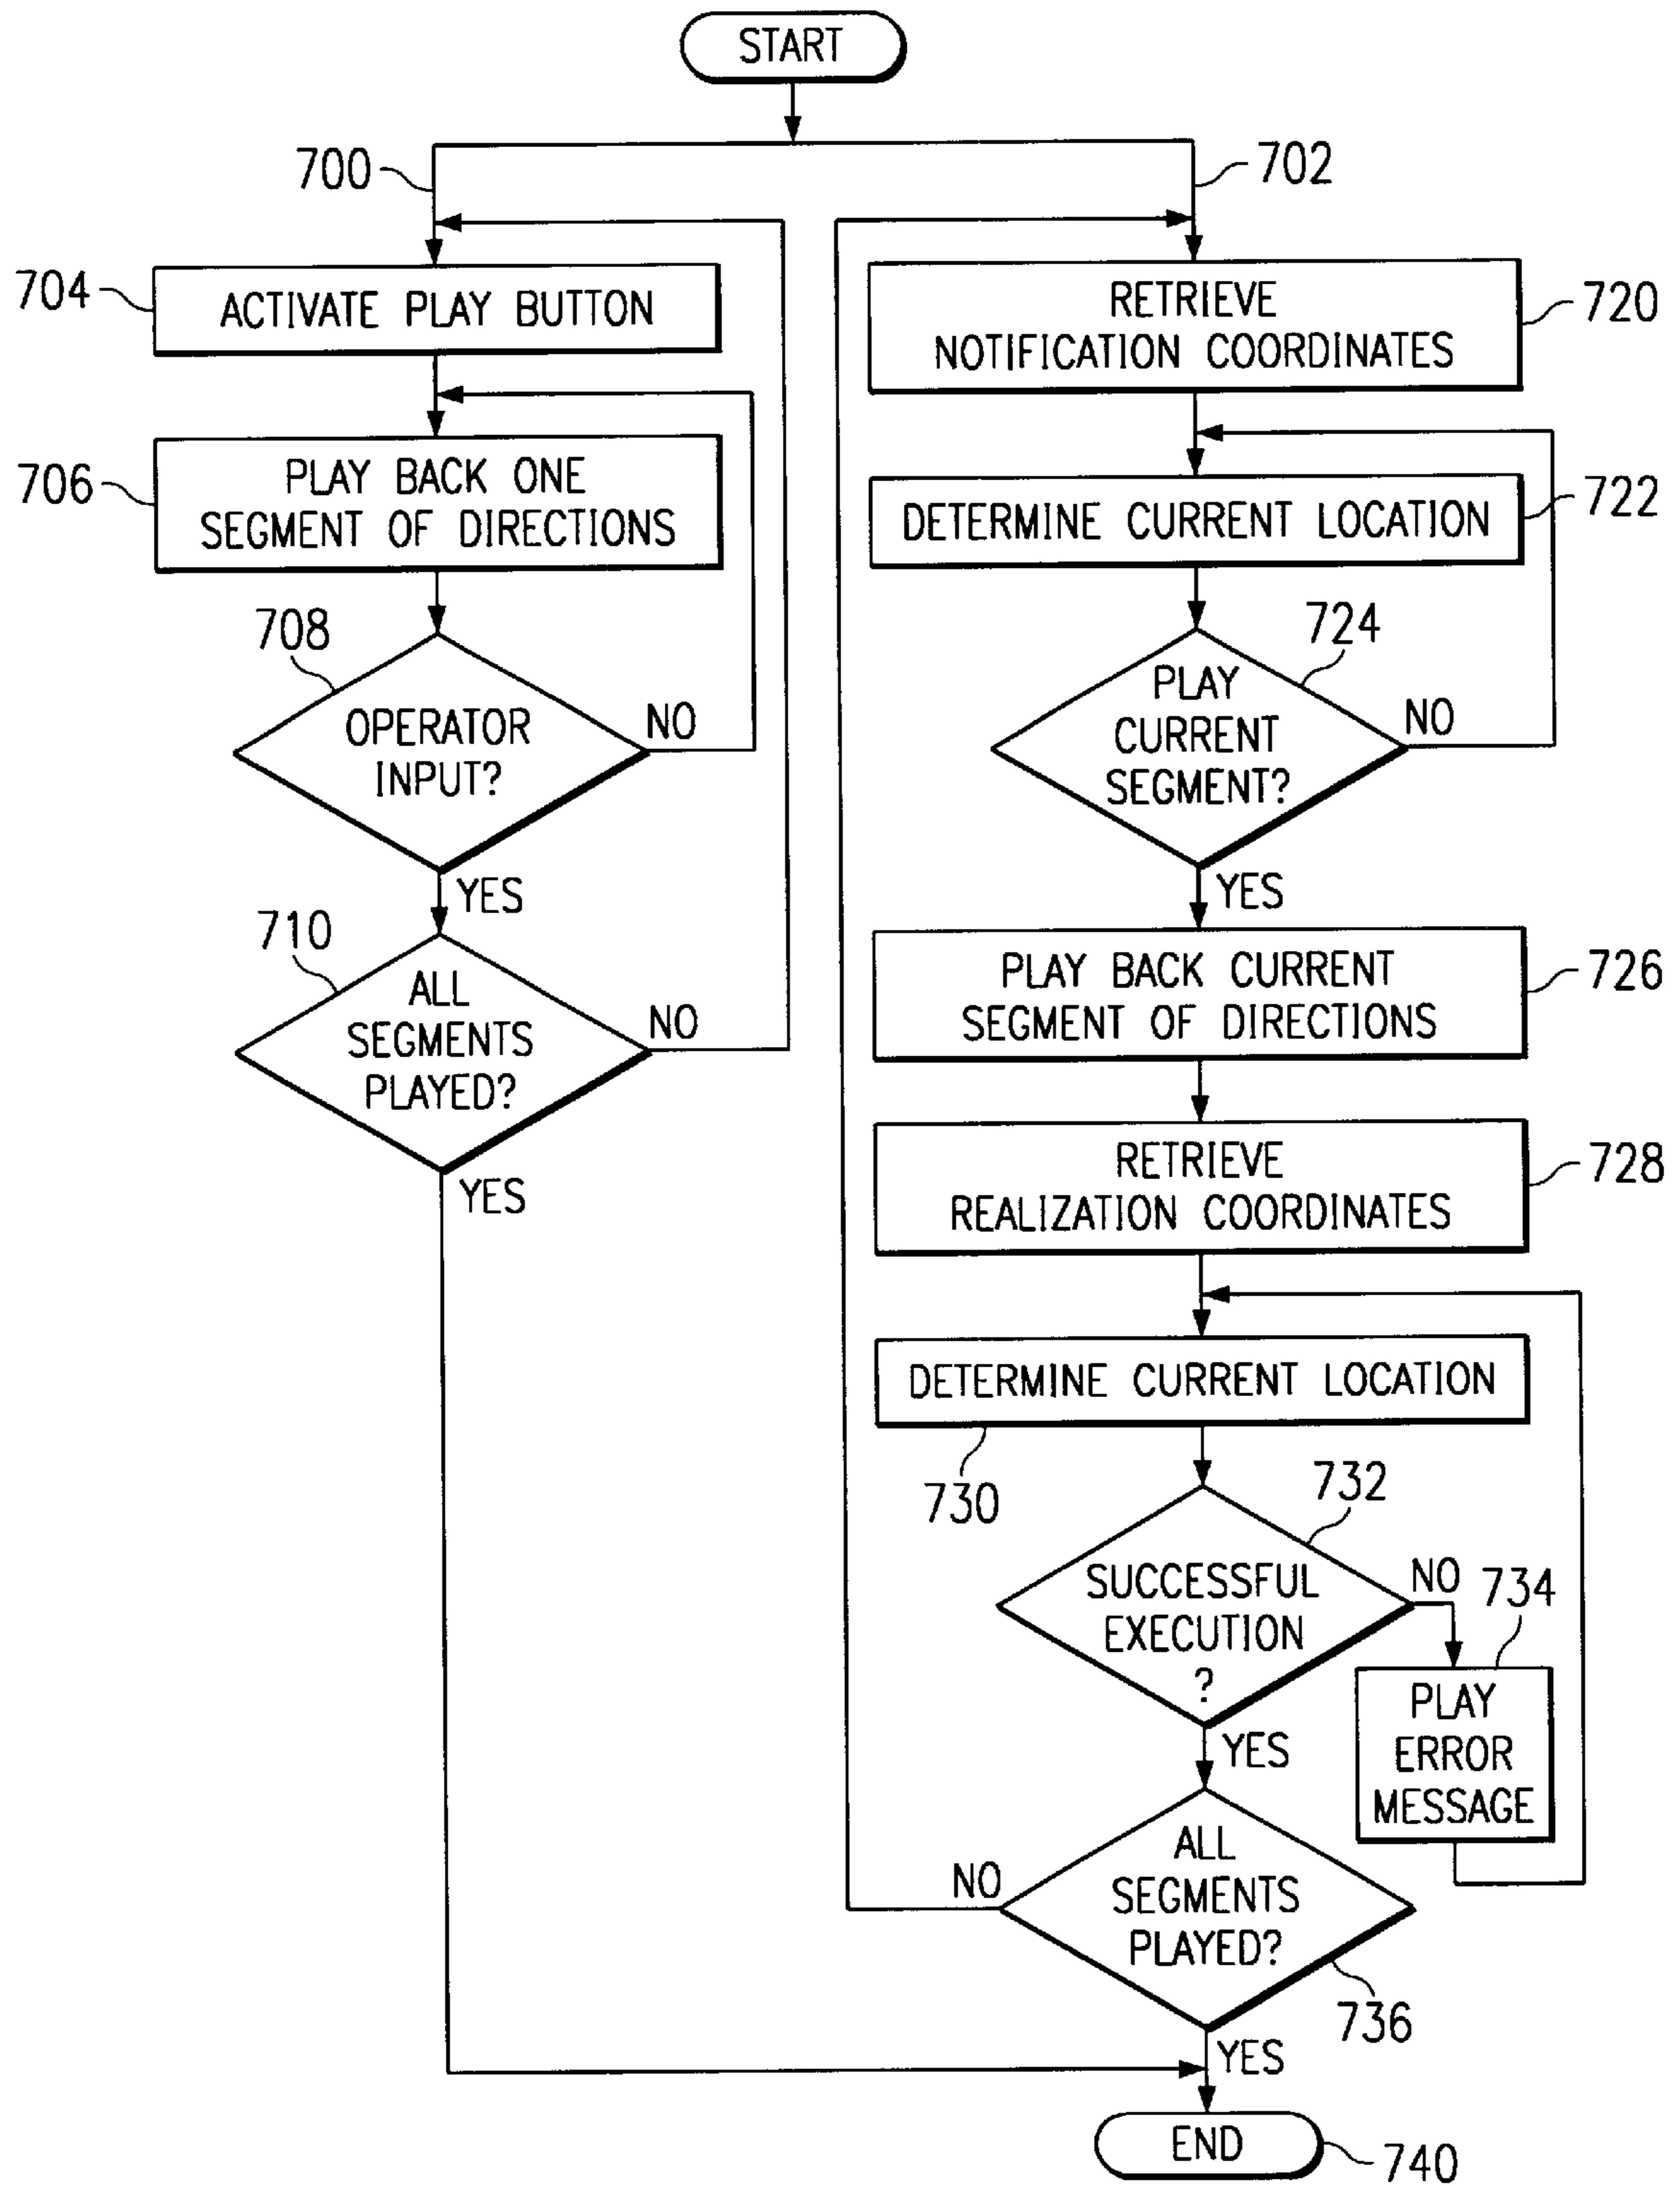 START
700
702
704
ACTIVATE PLAY BUTTON
706
PLAY BACK ONE
SEGMENT OF DIRECTIONS
708
OPERATOR
INPUT?
NO
YES
710
ALL
SEGMENTS
PLAYED?
NO
YES
RETRIEVE
NOTIFICATION COORDINATES
720
DETERMINE CURRENT LOCATION
722
724
PLAY
CURRENT
SEGMENT?
NO
YES
PLAY BACK CURRENT
SEGMENT OF DIRECTIONS
726
RETRIEVE
REALIZATION COORDINATES
728
DETERMINE CURRENT LOCATION
730
732
SUCCESSFUL
EXECUTION
?
NO
734
PLAY
ERROR
MESSAGE
YES
ALL
SEGMENTS
PLAYED?
NO
736
YES
END
740